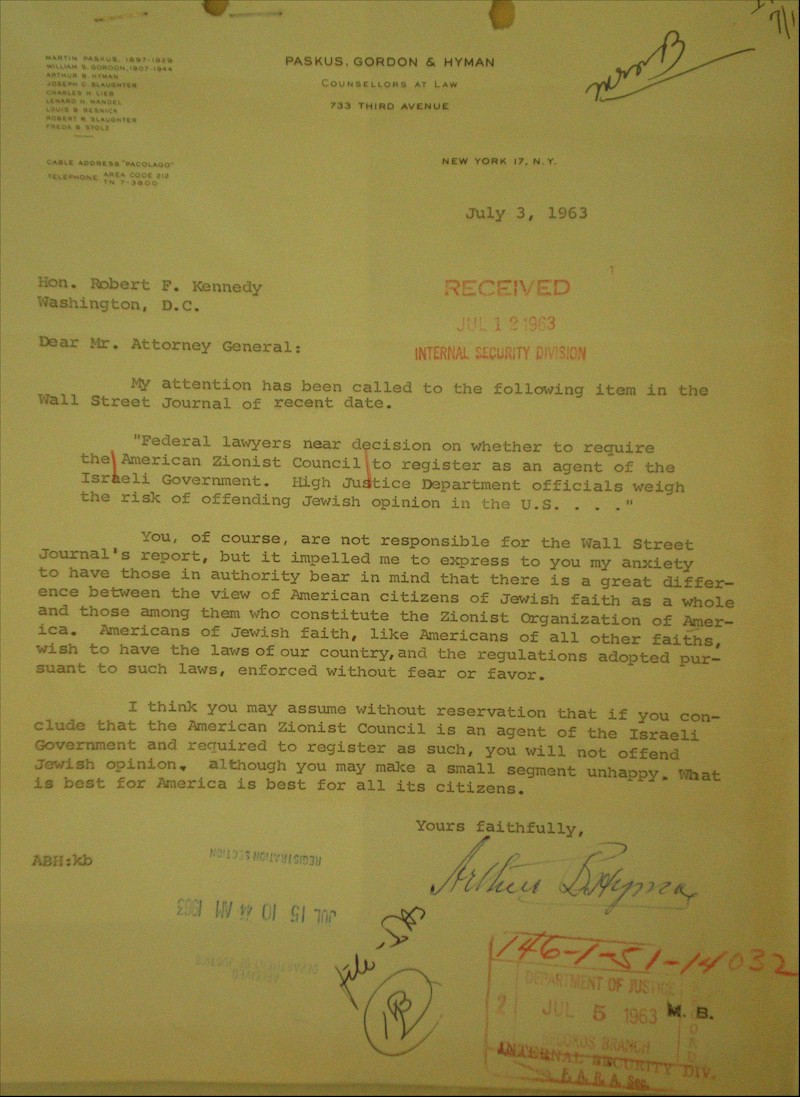 MARTIN PASKUS, 1897-1929
WILLIAM S. GORDON, 1907-1944
ARTHUR B. HYMAN
JOSEPH C. SLAUGHTER
CHARLES H. LIEB
LENARD H. MANDEL
LOUIS B. RESNICK
ROBERT R. SLAUGHTER
FREDA B. STOLZ
CABLE ADDRESS "PACOLAGO"
TELEPHONE AREA CODE 212
TN 7-3800
PASKUS, GORDON & HYMAN
COUNSELLORS AT LAW
733 THIRD AVENUE
NEW YORK 17, N.Y.
July 3, 1963
Hon. Robert F. Kennedy
Washington, D.C.
RECEIVED
JUL 12 1963
INTERNAL SECURITY DIVISION
Dear Mr. Attorney General:
My attention has been called to the following item in the
Wall Street Journal of recent date.
"Federal lawyers near decision on whether to require
the American Zionist Council to register as an agent of the
Israeli Government. High Justice Department officials weigh
the risk of offending Jewish opinion in the U.S. . . ."
You, of course, are not responsible for the Wall Street
Journal's report, but it impelled me to express to you my anxiety
to have those in authority bear in mind that there is a great differ-
ence between the view of American citizens of Jewish faith as a whole
and those among them who constitute the Zionist Organization of Amer-
ica. Americans of Jewish faith, like Americans of all other faiths,
wish to have the laws of our country, and the regulations adopted pur-
suant to such laws, enforced without fear or favor.
I think you may assume without reservation that if you con-
clude that the American Zionist Council is an agent of the Israeli
Government and required to register as such, you will not offend
Jewish opinion, although you may make a small segment unhappy. What
is best for America is best for all its citizens.
Yours faithfully,
Arthur B. Hyman
ABH:kb
REGISTRATION SECTION
JUL 15 10 44 AM 1963
File
146-1-51-14032
DEPARTMENT OF JUSTICE
2 JUL 5 1963 M. B.
RECORDS BRANCH
INTERNAL SECURITY DIV.
F. A. R. A. Sec.